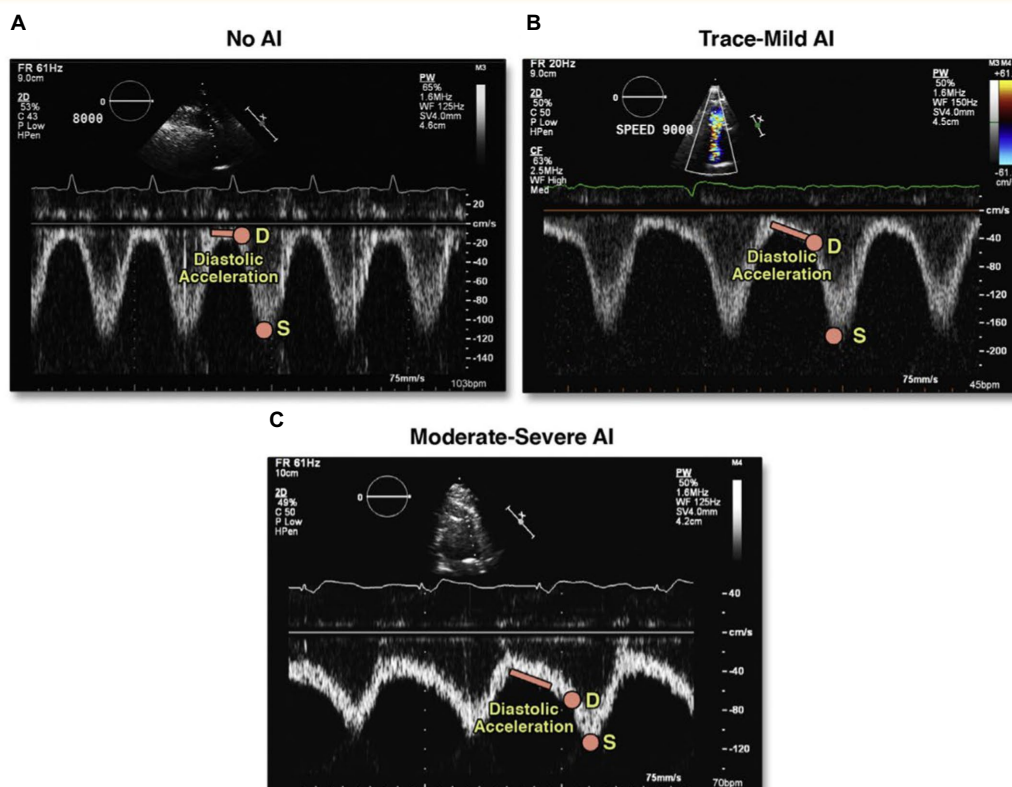 A
No AI
FR 61Hz
9.0cm
2D
53%
C 43
P Low
HPen
0
8000
PW
65%
1.6MHz
WF 125Hz
SV4.0mm
4.6cm
M3
20
cm/s
-20
-40
-60
-80
-100
-120
-140
D
Diastolic
Acceleration
S
75mm/s
103bpm
B
Trace-Mild AI
FR 20Hz
9.0cm
2D
50%
C 50
P Low
HPen
CF
63%
2.5MHz
WF High
Med
0
SPEED 9000
PW
50%
1.6MHz
WF 150Hz
SV4.0mm
4.5cm
M3 M4
+61.
-61.
cm/
cm/s
-40
-80
-120
-160
-200
D
Diastolic
Acceleration
S
75mm/s
45bpm
C
Moderate-Severe AI
FR 61Hz
10cm
2D
49%
C 50
P Low
HPen
0
PW
50%
1.6MHz
WF 125Hz
SV4.0mm
4.2cm
M4
40
cm/s
-40
-80
-120
D
Diastolic
Acceleration
S
75mm/s
70bpm